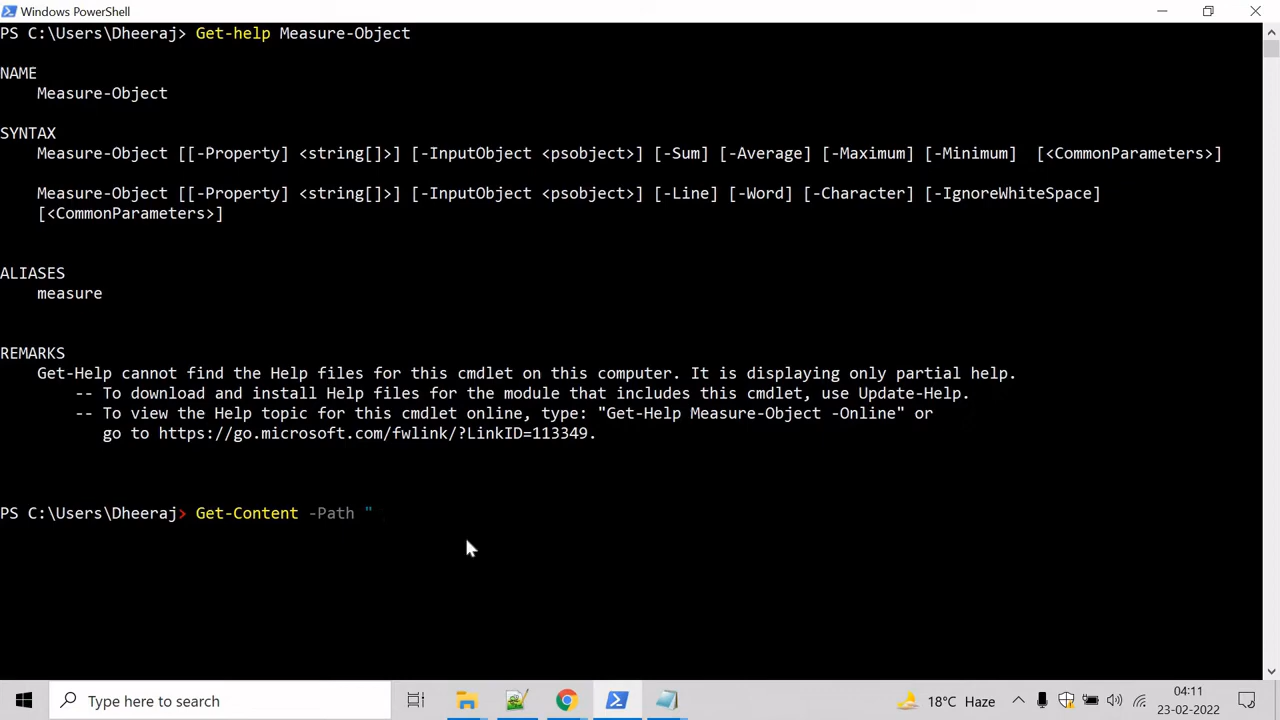 Windows PowerShell
PS C:\Users\Dheeraj> Get-help Measure-Object
NAME
Measure-Object
SYNTAX
Measure-Object [[-Property] <string[]>] [-InputObject <psobject>] [-Sum] [-Average] [-Maximum] [-Minimum]  [<CommonParameters>]
Measure-Object [[-Property] <string[]>] [-InputObject <psobject>] [-Line] [-Word] [-Character] [-IgnoreWhiteSpace]
[<CommonParameters>]
ALIASES
measure
REMARKS
Get-Help cannot find the Help files for this cmdlet on this computer. It is displaying only partial help.
-- To download and install Help files for the module that includes this cmdlet, use Update-Help.
-- To view the Help topic for this cmdlet online, type: "Get-Help Measure-Object -Online" or
go to https://go.microsoft.com/fwlink/?LinkID=113349.
PS C:\Users\Dheeraj> Get-Content -Path "
Type here to search
18°C Haze
04:11
23-02-2022